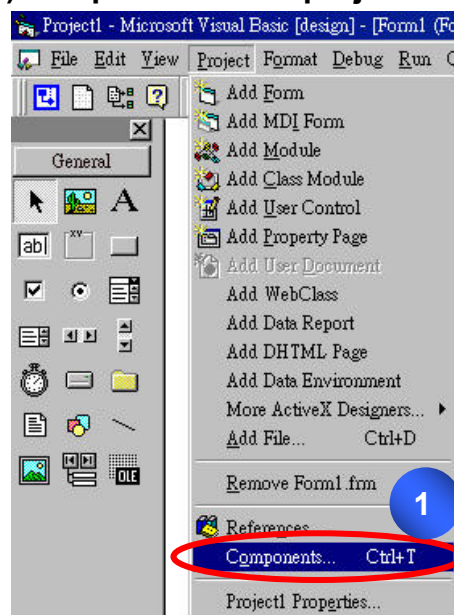 Project1 - Microsoft Visual Basic [design] - [Form1 (Fo
File Edit View Project Format Debug Run
General
A
ab
XY
OLE
Add Form
Add MDI Form
Add Module
Add Class Module
Add User Control
Add Property Page
Add User Document
Add WebClass
Add Data Report
Add DHTML Page
Add Data Environment
More ActiveX Designers...
Add File... Ctrl+D
Remove Form1.frm
1
References...
Components... Ctrl+T
Project1 Properties...